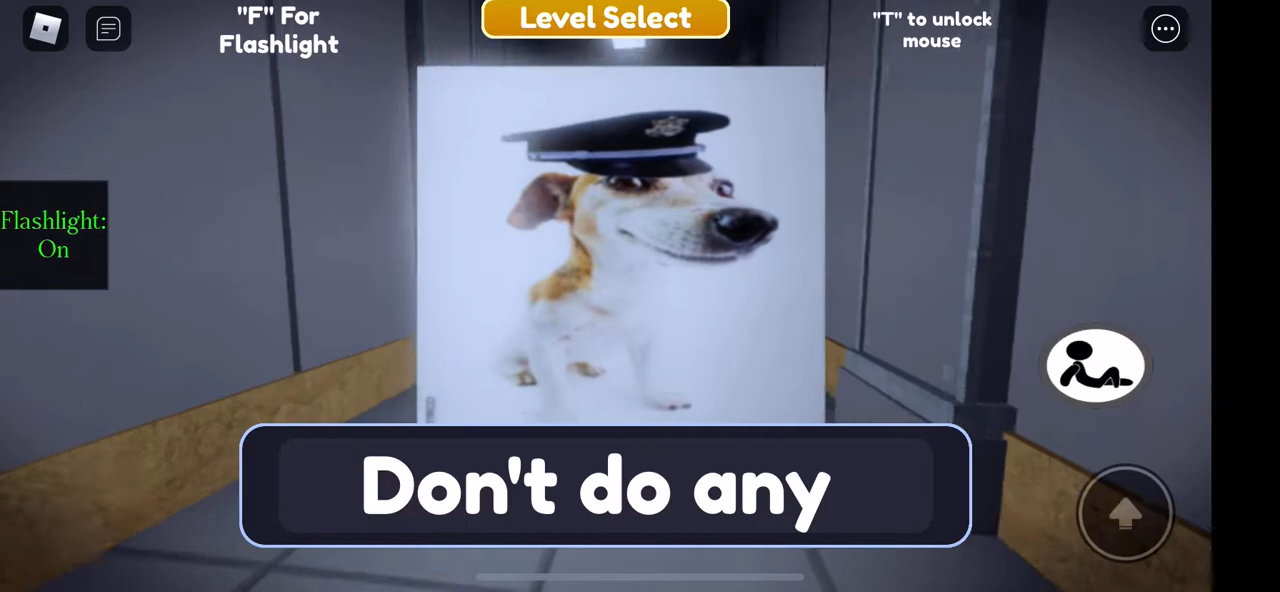 "F" For
Flashlight
Level Select
"T" to unlock
mouse
Flashlight:
On
Don't do any